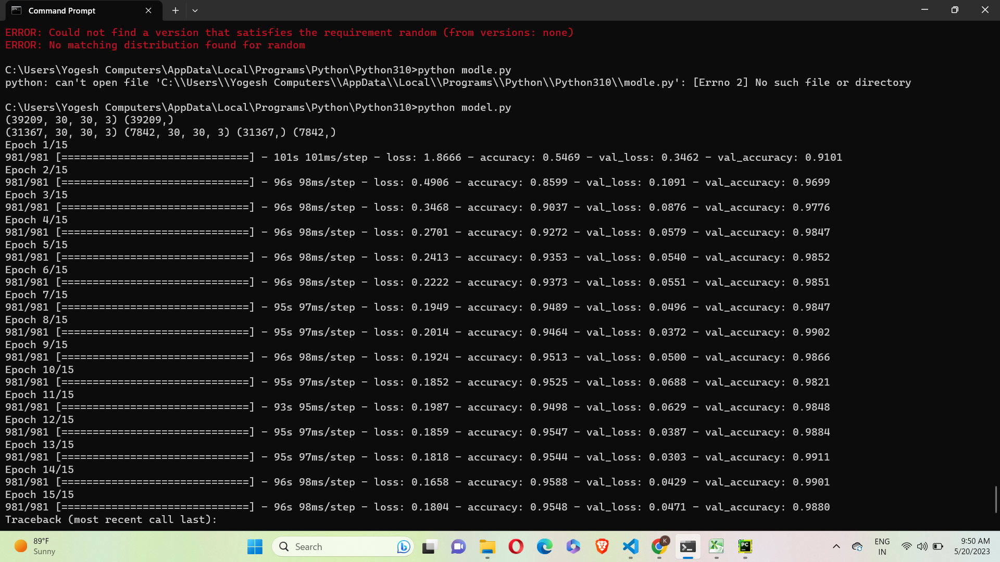 Command Prompt
ERROR: Could not find a version that satisfies the requirement random (from versions: none)
ERROR: No matching distribution found for random
C:\Users\Yogesh Computers\AppData\Local\Programs\Python\Python310>python modle.py
python: can't open file 'C:\\Users\\Yogesh Computers\\AppData\\Local\\Programs\\Python\\Python310\\modle.py': [Errno 2] No such file or directory
C:\Users\Yogesh Computers\AppData\Local\Programs\Python\Python310>python model.py
(39209, 30, 30, 3) (39209,)
(31367, 30, 30, 3) (7842, 30, 30, 3) (31367,) (7842,)
Epoch 1/15
981/981 [==============================] - 101s 101ms/step - loss: 1.8666 - accuracy: 0.5469 - val_loss: 0.3462 - val_accuracy: 0.9101
Epoch 2/15
981/981 [==============================] - 96s 98ms/step - loss: 0.4906 - accuracy: 0.8599 - val_loss: 0.1091 - val_accuracy: 0.9699
Epoch 3/15
981/981 [==============================] - 96s 98ms/step - loss: 0.3468 - accuracy: 0.9037 - val_loss: 0.0876 - val_accuracy: 0.9776
Epoch 4/15
981/981 [==============================] - 96s 98ms/step - loss: 0.2701 - accuracy: 0.9272 - val_loss: 0.0579 - val_accuracy: 0.9847
Epoch 5/15
981/981 [==============================] - 96s 98ms/step - loss: 0.2413 - accuracy: 0.9353 - val_loss: 0.0540 - val_accuracy: 0.9852
Epoch 6/15
981/981 [==============================] - 96s 98ms/step - loss: 0.2222 - accuracy: 0.9373 - val_loss: 0.0551 - val_accuracy: 0.9851
Epoch 7/15
981/981 [==============================] - 95s 97ms/step - loss: 0.1949 - accuracy: 0.9489 - val_loss: 0.0496 - val_accuracy: 0.9847
Epoch 8/15
981/981 [==============================] - 95s 97ms/step - loss: 0.2014 - accuracy: 0.9464 - val_loss: 0.0372 - val_accuracy: 0.9902
Epoch 9/15
981/981 [==============================] - 96s 98ms/step - loss: 0.1924 - accuracy: 0.9513 - val_loss: 0.0500 - val_accuracy: 0.9866
Epoch 10/15
981/981 [==============================] - 95s 97ms/step - loss: 0.1852 - accuracy: 0.9525 - val_loss: 0.0688 - val_accuracy: 0.9821
Epoch 11/15
981/981 [==============================] - 93s 95ms/step - loss: 0.1987 - accuracy: 0.9498 - val_loss: 0.0629 - val_accuracy: 0.9848
Epoch 12/15
981/981 [==============================] - 95s 97ms/step - loss: 0.1859 - accuracy: 0.9547 - val_loss: 0.0387 - val_accuracy: 0.9884
Epoch 13/15
981/981 [==============================] - 95s 97ms/step - loss: 0.1818 - accuracy: 0.9544 - val_loss: 0.0303 - val_accuracy: 0.9911
Epoch 14/15
981/981 [==============================] - 96s 98ms/step - loss: 0.1658 - accuracy: 0.9588 - val_loss: 0.0429 - val_accuracy: 0.9901
Epoch 15/15
981/981 [==============================] - 96s 98ms/step - loss: 0.1804 - accuracy: 0.9548 - val_loss: 0.0471 - val_accuracy: 0.9880
Traceback (most recent call last):
89°F
Sunny
Search
K
PC
ENG
IN
9:50 AM
5/20/2023